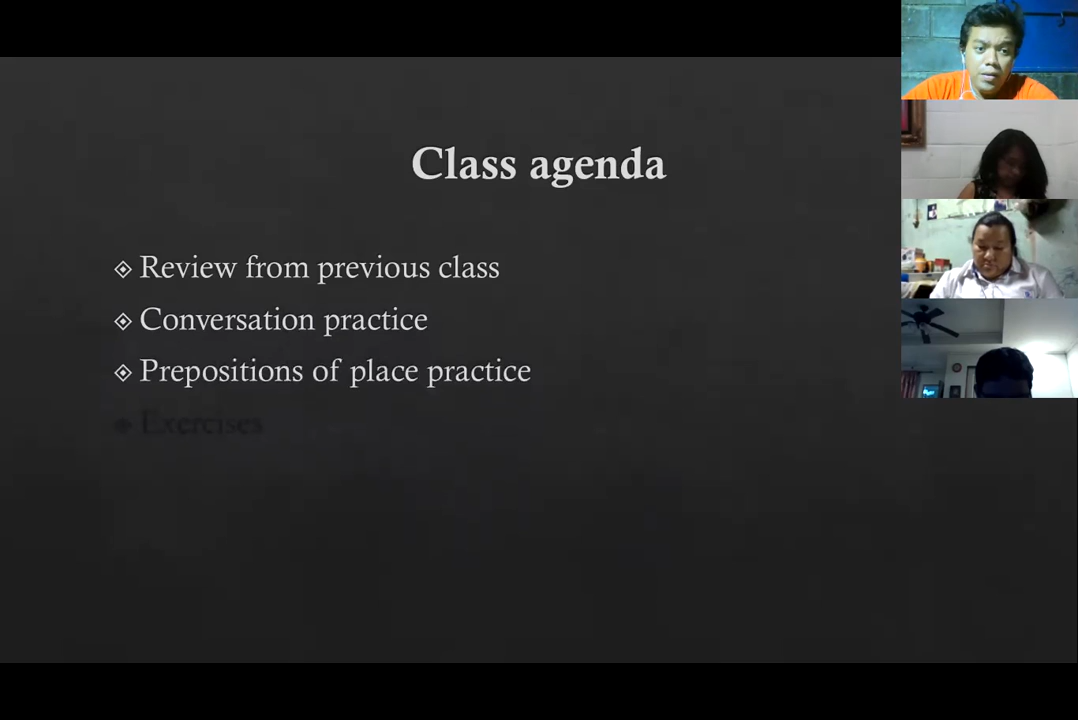 Class agenda
Review from previous class
Conversation practice
Prepositions of place practice
Exercises